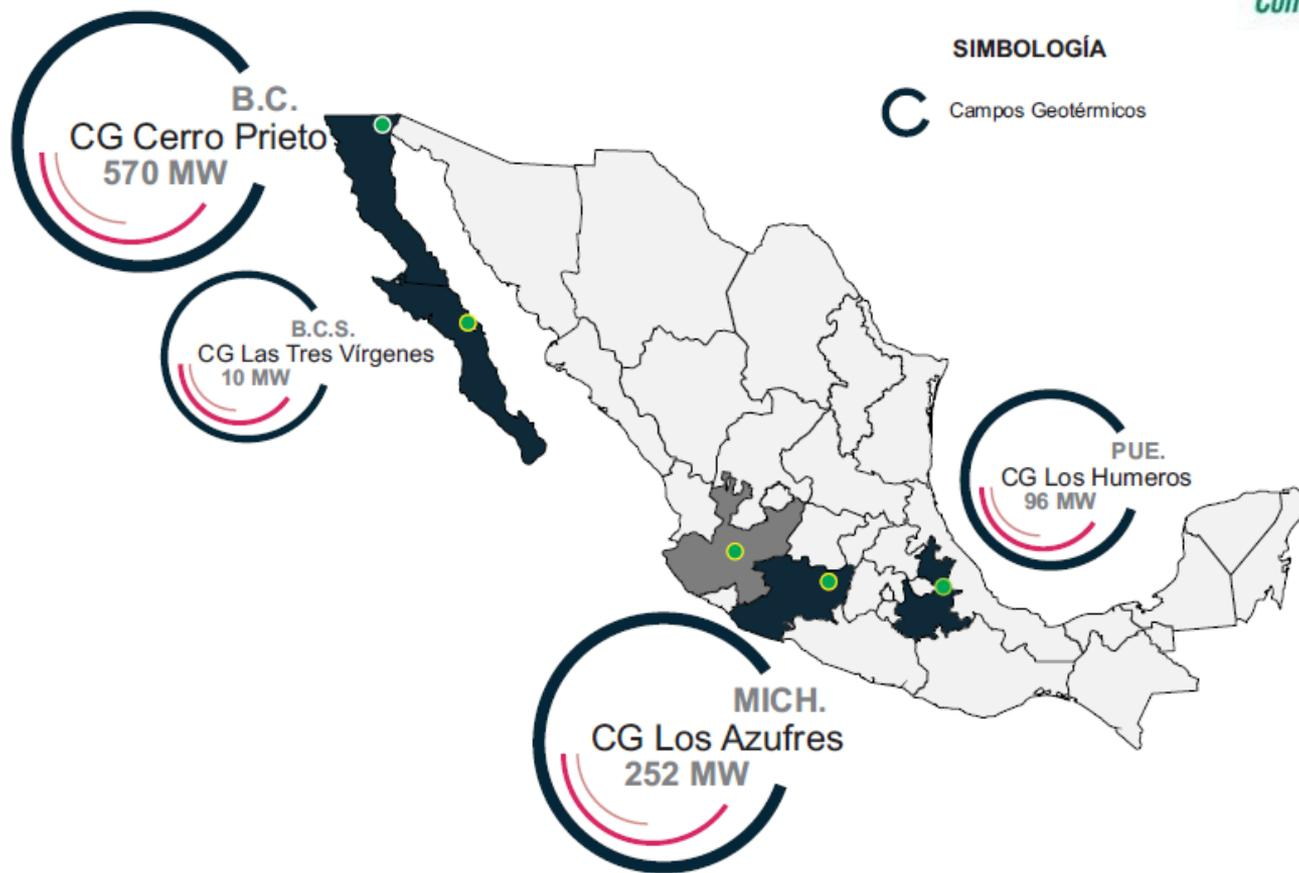 SIMBOLOGÍA
Campos Geotérmicos
B.C.
CG Cerro Prieto
570 MW
B.C.S.
CG Las Tres Vírgenes
10 MW
PUE.
CG Los Humeros
96 MW
MICH.
CG Los Azufres
252 MW